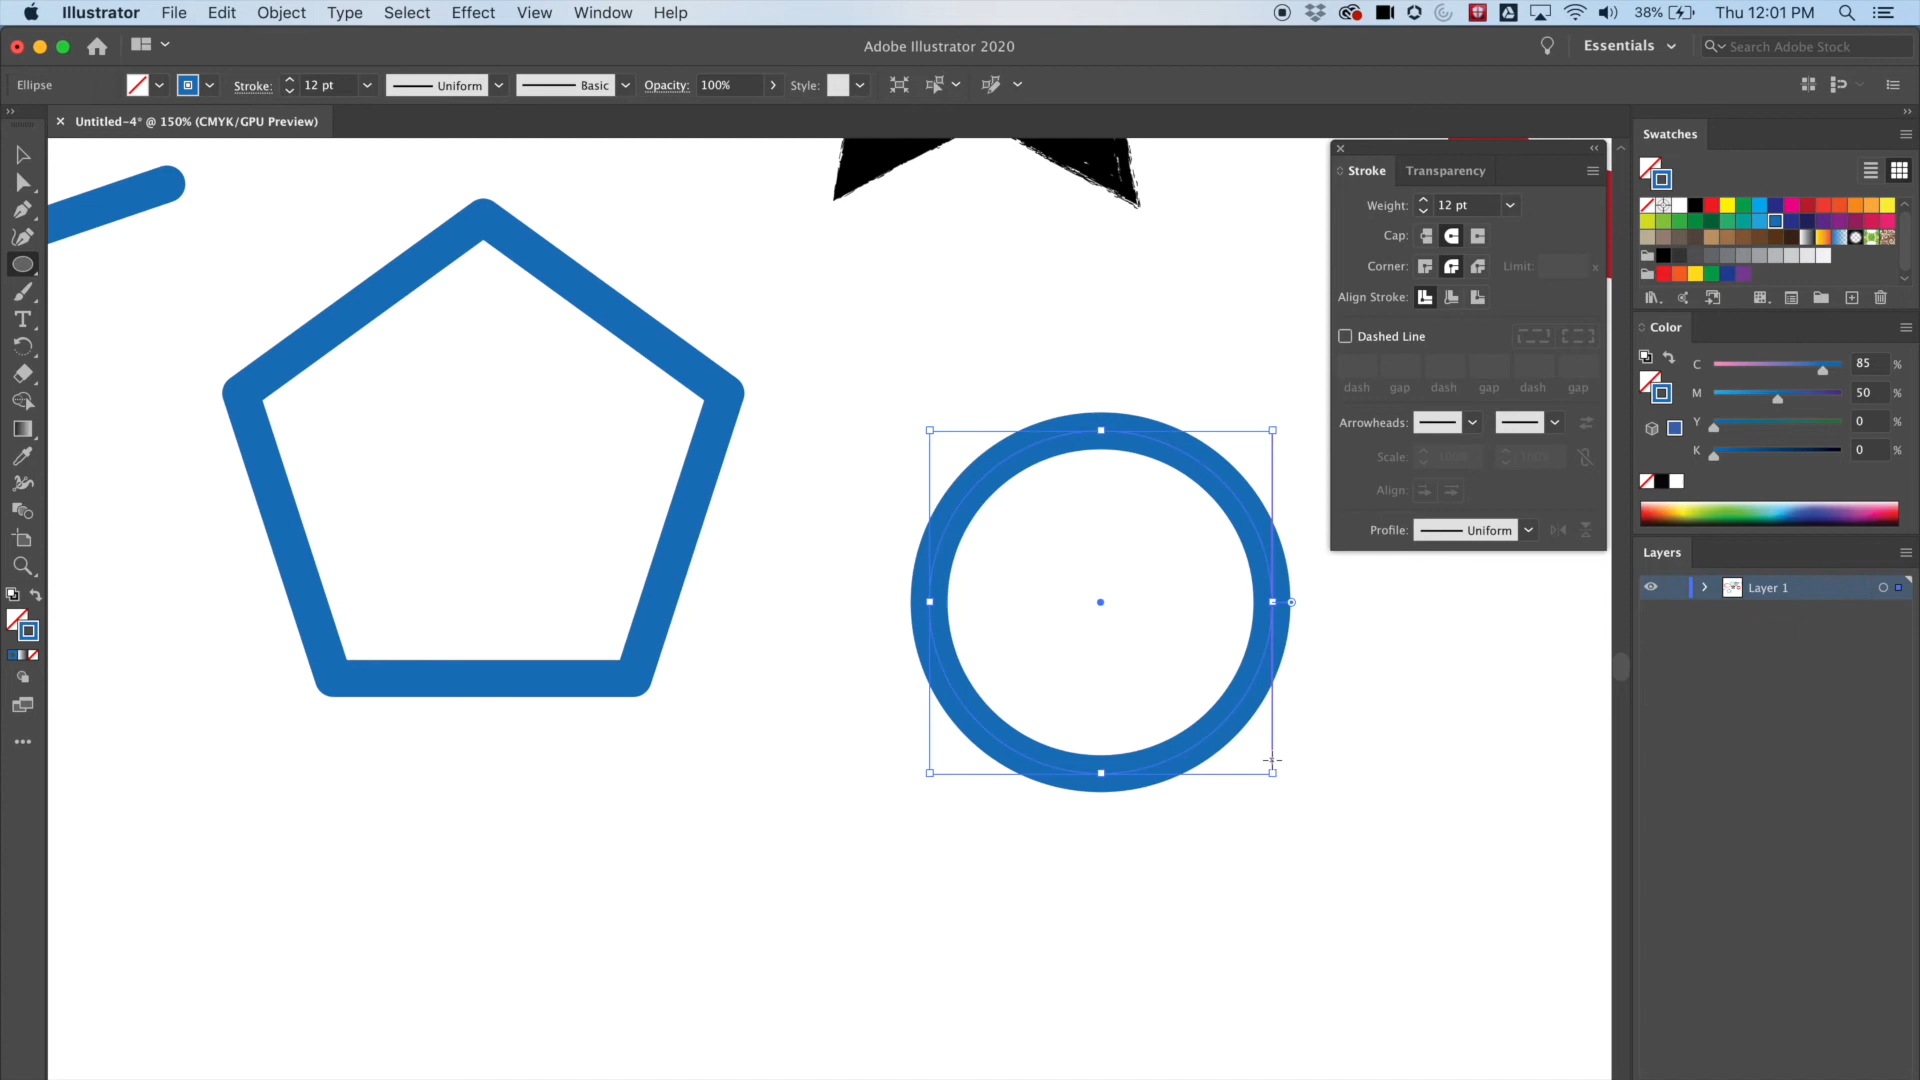 Illustrator File Edit Object Type Select Effect View Window Help 38% Thu 12:01 PM
Adobe Illustrator 2020 Essentials Search Adobe Stock
Ellipse Stroke: 12 pt Uniform Basic Opacity: 100% Style:
Untitled-4* @ 150% (CMYK/GPU Preview)
Swatches
Stroke Transparency
Weight: 12 pt
Cap:
Corner: Limit: x
Align Stroke:
Dashed Line
dash gap dash gap dash gap
Arrowheads:
Scale: 100% 100%
Align:
Profile: Uniform
Color
C 85 %
M 50 %
Y 0 %
K 0 %
Layers
Layer 1